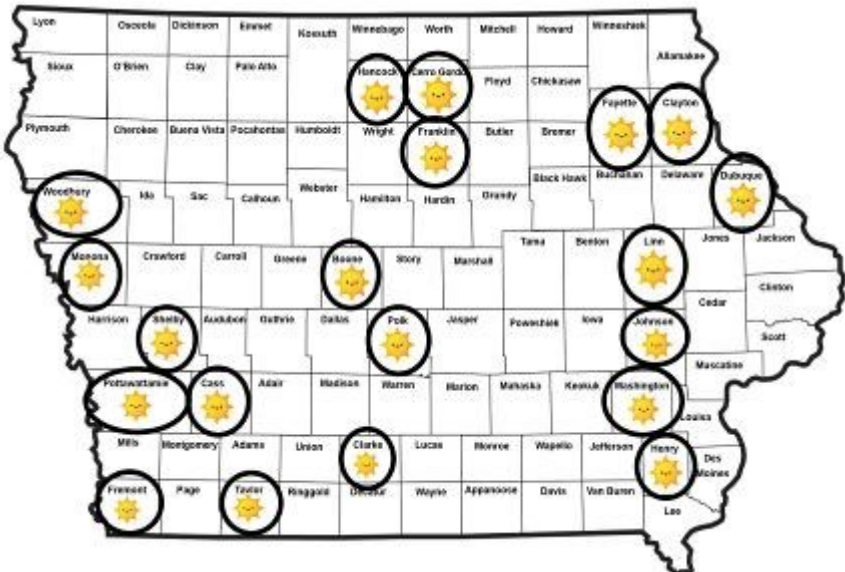 Lyon
Osceola
Dickinson
Emmet
Kossuth
Winnebago
Worth
Mitchell
Howard
Winneshiek
Allamakee
Sioux
O'Brien
Clay
Palo Alto
Hancock
Cerro Gordo
Floyd
Chickasaw
Fayette
Clayton
Plymouth
Cherokee
Buena Vista
Pocahontas
Humboldt
Wright
Franklin
Butler
Bremer
Woodbury
Ida
Sac
Calhoun
Webster
Hamilton
Hardin
Grundy
Black Hawk
Buchanan
Delaware
Dubuque
Monona
Crawford
Carroll
Greene
Boone
Story
Marshall
Tama
Benton
Linn
Jones
Jackson
Clinton
Cedar
Harrison
Shelby
Audubon
Guthrie
Dallas
Polk
Jasper
Poweshiek
Iowa
Johnson
Scott
Muscatine
Pottawattamie
Cass
Adair
Madison
Warren
Marion
Mahaska
Keokuk
Washington
Louisa
Mills
Montgomery
Adams
Union
Clarke
Lucas
Monroe
Wapello
Jefferson
Henry
Des
Moines
Fremont
Page
Taylor
Ringgold
Decatur
Wayne
Appanoose
Davis
Van Buren
Lee